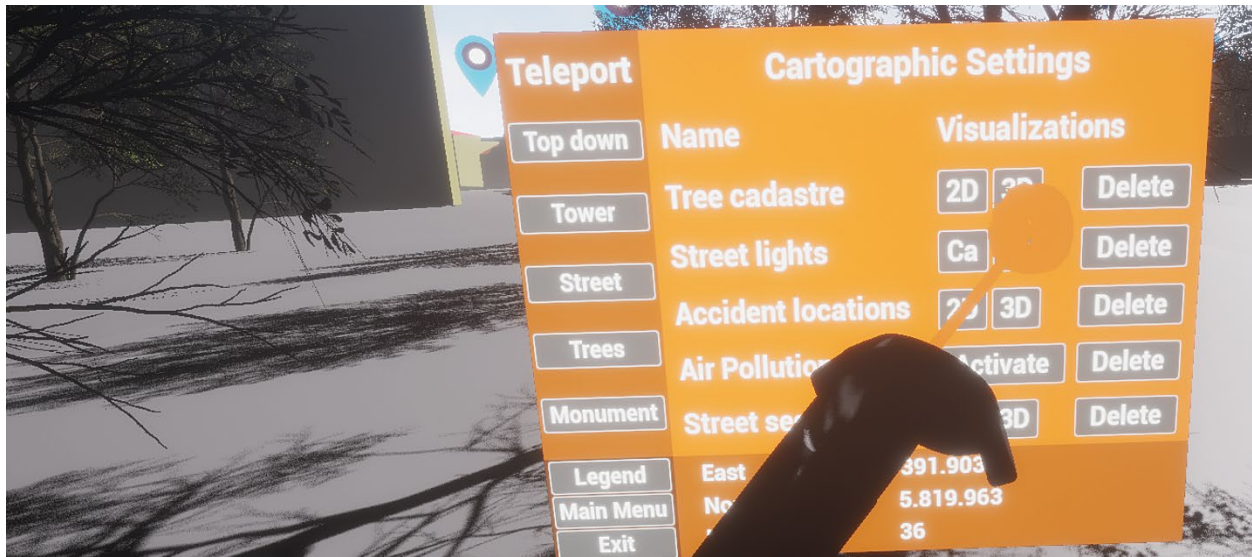 Teleport
Top down
Tower
Street
Trees
Monument
Legend
Main Menu
Exit
Cartographic Settings
Name Visualizations
Tree cadastre 2D 3D Delete
Street lights Ca Delete
Accident locations 2D 3D Delete
Air Pollution Activate Delete
Street 3D Delete
East 391.903
5.819.963
36